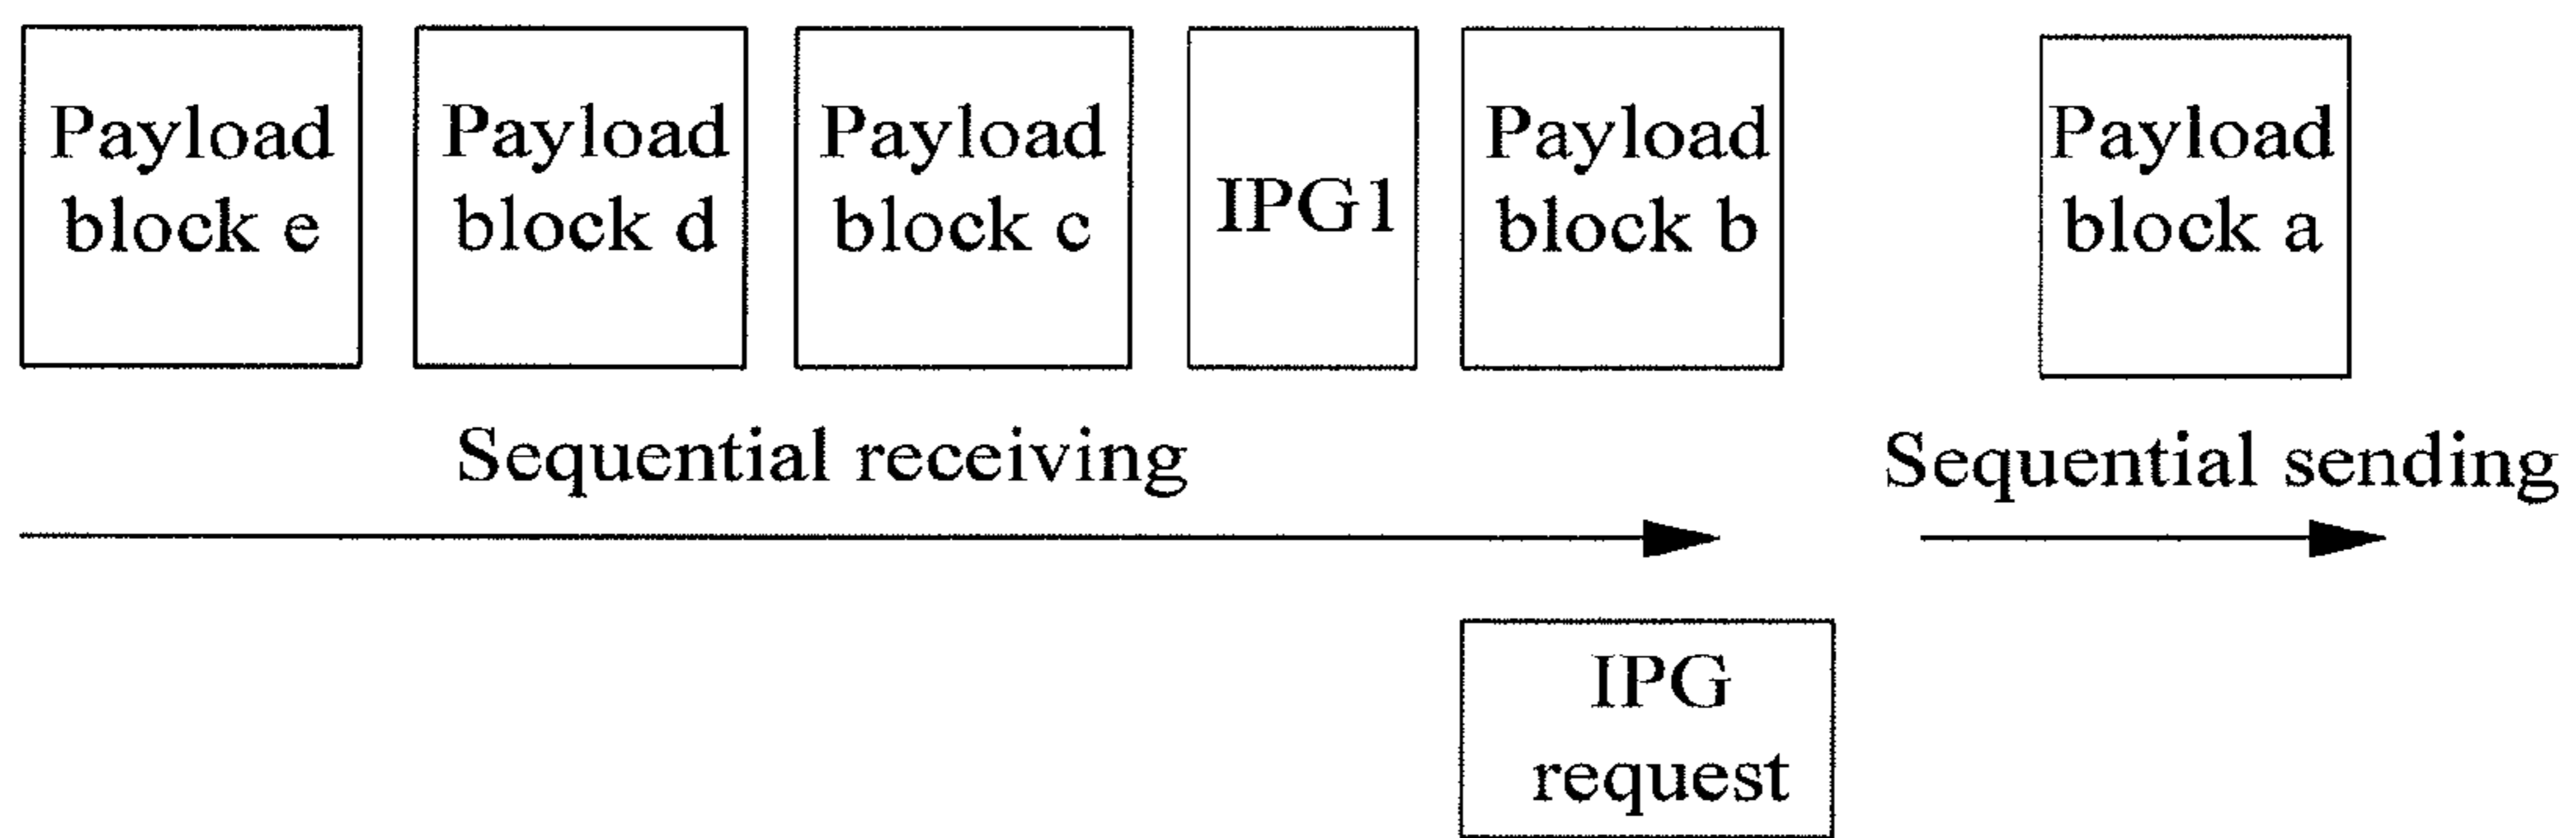 Payload
block e
Payload
block d
Payload
block c
IPG1
Payload
block b
Payload
block a
Sequential receiving
Sequential sending
IPG
request